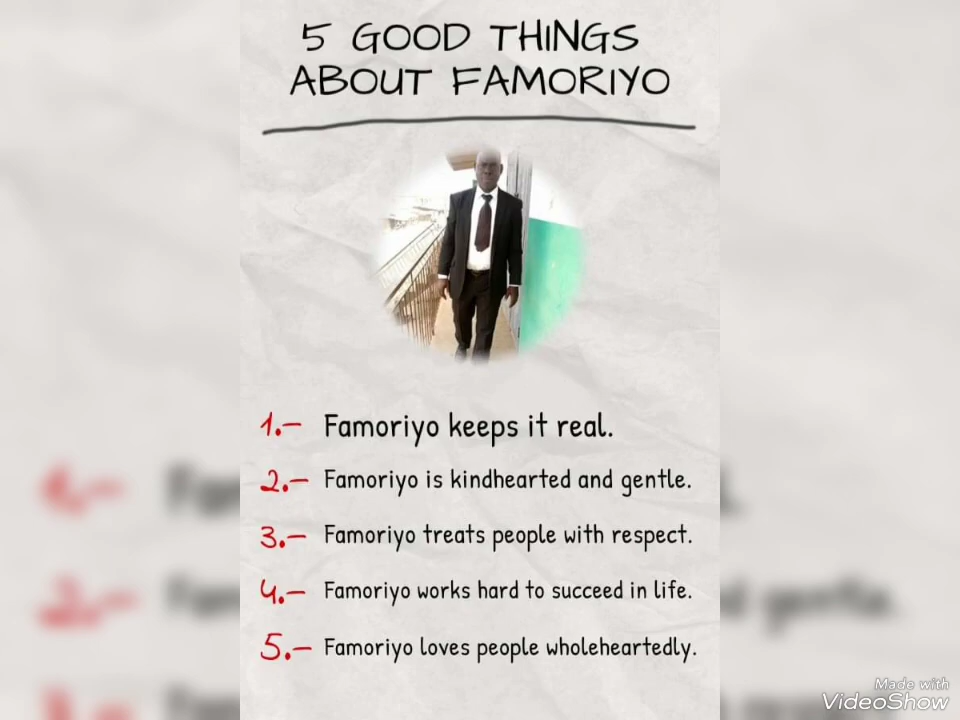 5 GOOD THINGS
ABOUT FAMORIYO
1.– Famoriyo keeps it real.
2.– Famoriyo is kindhearted and gentle.
3.– Famoriyo treats people with respect.
4.– Famoriyo works hard to succeed in life.
5.– Famoriyo loves people wholeheartedly.
Made with
VideoShow